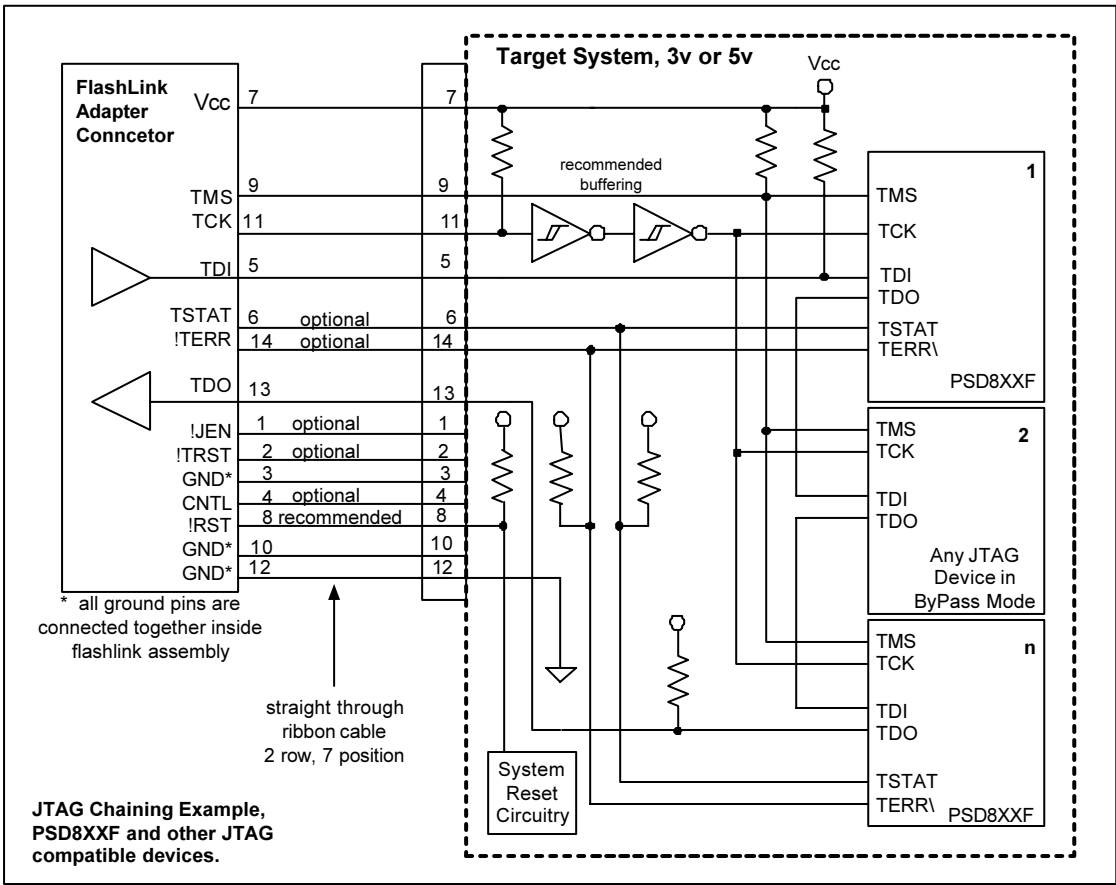 Target System, 3v or 5v
Vcc
FlashLink
Adapter
Conncetor
Vcc 7 7
recommended
buffering
1
TMS 9 9 TMS
TCK 11 11 TCK
TDI 5 5 TDI
TDO
TSTAT 6 optional 6 TSTAT
!TERR 14 optional 14 TERR\
PSD8XXF
TDO 13 13
!JEN 1 optional 1
!TRST 2 optional 2
GND* 3 3
CNTL 4 optional 4
!RST 8 recommended 8
GND* 10 10
GND* 12 12
TMS 2
TCK
TDI
TDO
Any JTAG
Device in
ByPass Mode
* all ground pins are
connected together inside
flashlink assembly
straight through
ribbon cable
2 row, 7 position
TMS n
TCK
TDI
TDO
TSTAT
TERR\
PSD8XXF
System
Reset
Circuitry
JTAG Chaining Example,
PSD8XXF and other JTAG
compatible devices.